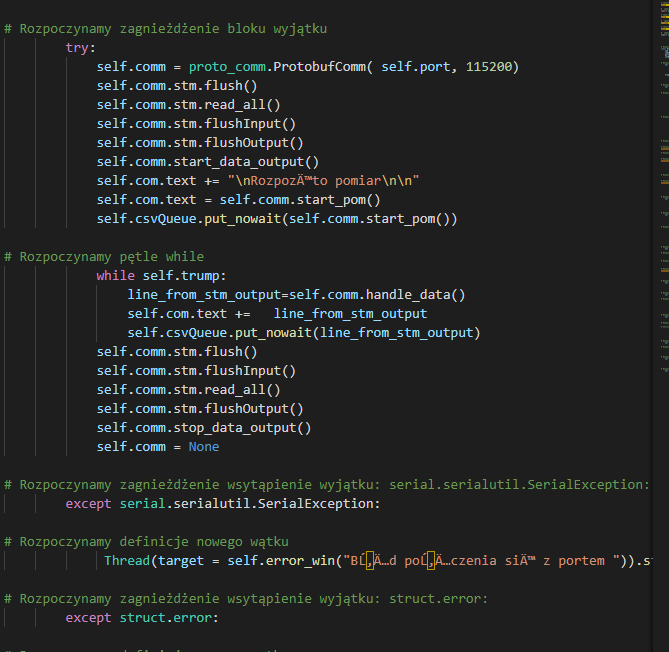 # Rozpoczynamy zagnieżdżenie bloku wyjątku
try:
self.comm = proto_comm.ProtobufComm( self.port, 115200)
self.comm.stm.flush()
self.comm.stm.read_all()
self.comm.stm.flushInput()
self.comm.stm.flushOutput()
self.comm.start_data_output()
self.com.text += "\nRozpozÄ™to pomiar\n\n"
self.com.text = self.comm.start_pom()
self.csvQueue.put_nowait(self.comm.start_pom())
# Rozpoczynamy pętle while
while self.trump:
line_from_stm_output=self.comm.handle_data()
self.com.text +=   line_from_stm_output
self.csvQueue.put_nowait(line_from_stm_output)
self.comm.stm.flush()
self.comm.stm.flushInput()
self.comm.stm.read_all()
self.comm.stm.flushOutput()
self.comm.stop_data_output()
self.comm = None
# Rozpoczynamy zagnieżdżenie wsytąpienie wyjątku: serial.serialutil.SerialException:
except serial.serialutil.SerialException:
# Rozpoczynamy definicje nowego wątku
Thread(target = self.error_win("BĹ‚Ä…d poĹ‚Ä…czenia siÄ™ z portem ")).st
# Rozpoczynamy zagnieżdżenie wsytąpienie wyjątku: struct.error:
except struct.error: